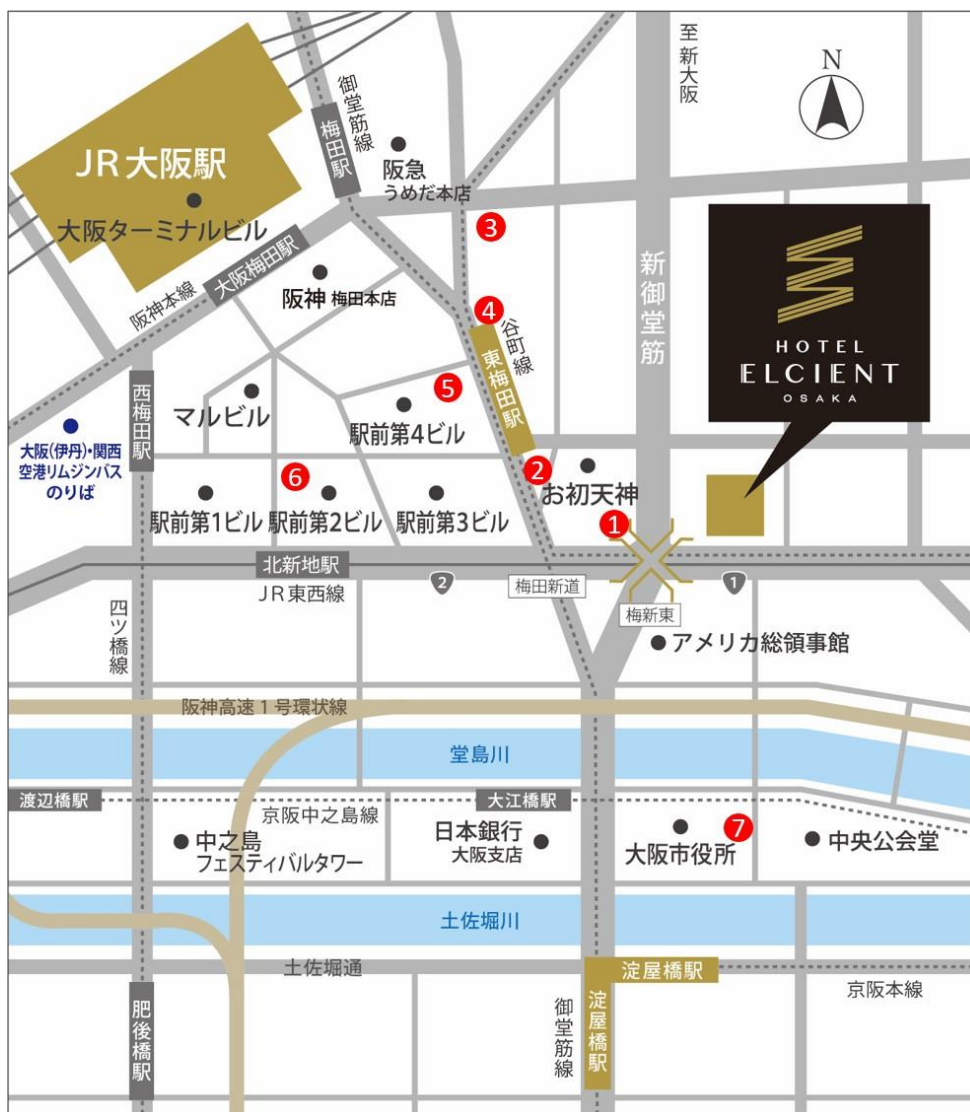 至 新大阪
N
御堂筋線
梅田駅
JR大阪駅
阪急
うめだ本店
大阪ターミナルビル
3
大阪梅田駅
阪神 梅田本店
阪神本線
新御堂筋
HOTEL
ELCIENT
OSAKA
4
谷町線
東梅田駅
西梅田駅
マルビル
5
駅前第4ビル
大阪(伊丹)・関西
空港リムジンバス
のりば
6
2
お初天神
駅前第1ビル
駅前第2ビル
駅前第3ビル
1
北新地駅
JR東西線
2
梅田新道
1
梅新東
四ツ橋線
アメリカ総領事館
阪神高速1号環状線
堂島川
渡辺橋駅
大江橋駅
京阪中之島線
中之島
フェスティバルタワー
日本銀行
大阪支店
7
大阪市役所
中央公会堂
土佐堀川
土佐堀通
淀屋橋駅
京阪本線
肥後橋駅
御堂筋線
淀屋橋駅